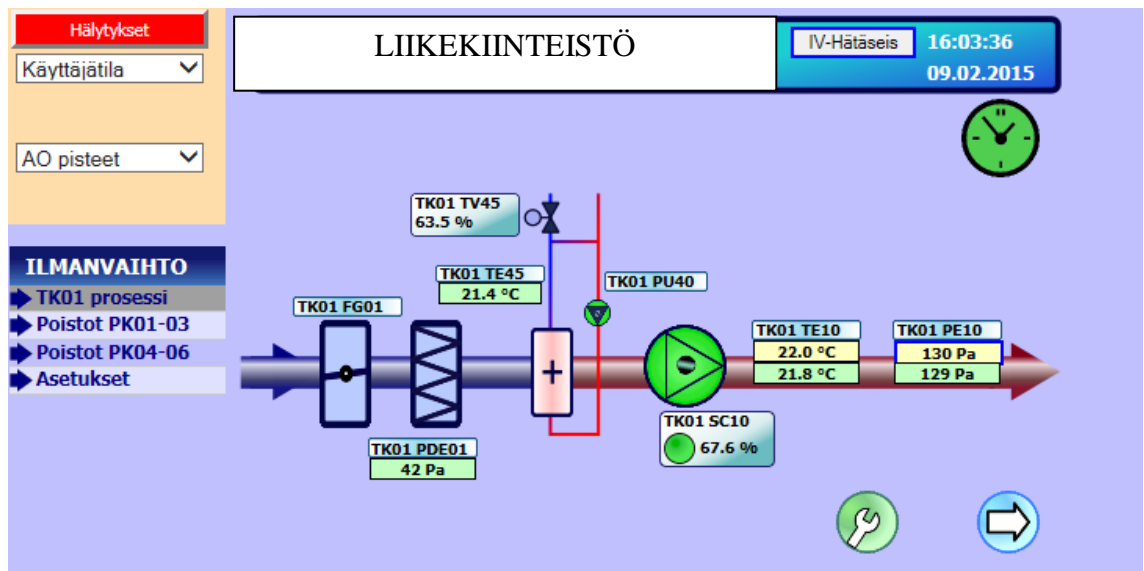 Hälytykset
Käyttäjätila
AO pisteet
LIIKEKIINTEISTÖ
IV-Hätäseis
16:03:36
09.02.2015
ILMANVAIHTO
TK01 prosessi
Poistot PK01-03
Poistot PK04-06
Asetukset
TK01 TV45
63.5 %
TK01 TE45
21.4 °C
TK01 PU40
TK01 FG01
TK01 TE10
22.0 °C
21.8 °C
TK01 PE10
130 Pa
129 Pa
TK01 SC10
67.6 %
TK01 PDE01
42 Pa